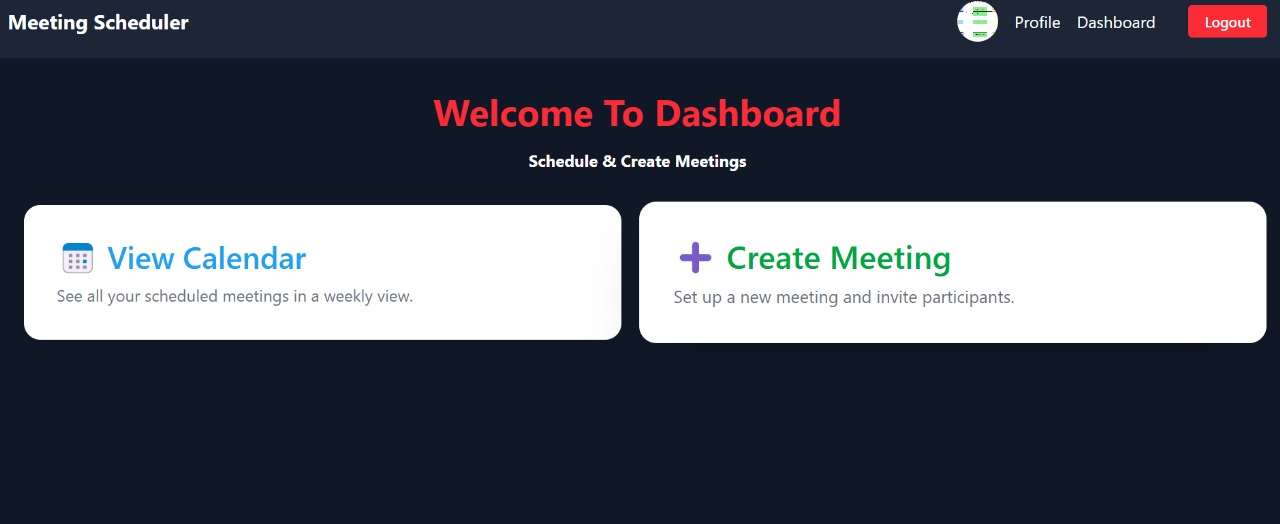 Meeting Scheduler
Profile Dashboard Logout
Welcome To Dashboard
Schedule & Create Meetings
View Calendar
See all your scheduled meetings in a weekly view.
Create Meeting
Set up a new meeting and invite participants.